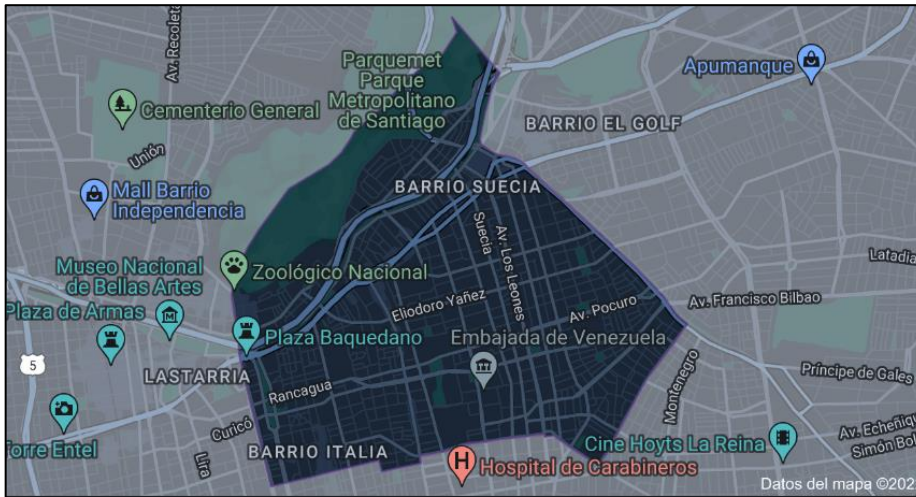 Av. Recoleta
Parquemet
Parque
Metropolitano
de Santiago
Apumanque
Cementerio General
BARRIO EL GOLF
Unión
Mall Barrio
Independencia
BARRIO SUECIA
Suecia
Av. Los Leones
Museo Nacional
de Bellas Artes
Zoológico Nacional
Latadía
Plaza de Armas
Eliodoro Yañez
Av. Pocuro
Av. Francisco Bilbao
Plaza Baquedano
Embajada de Venezuela
5
LASTARRIA
Rancagua
Montenegro
Príncipe de Gales
Curicó
Torre Entel
Lira
BARRIO ITALIA
Cine Hoyts La Reina
Av. Echeñiqu
Simón Bol
H
Hospital de Carabineros
Datos del mapa ©202